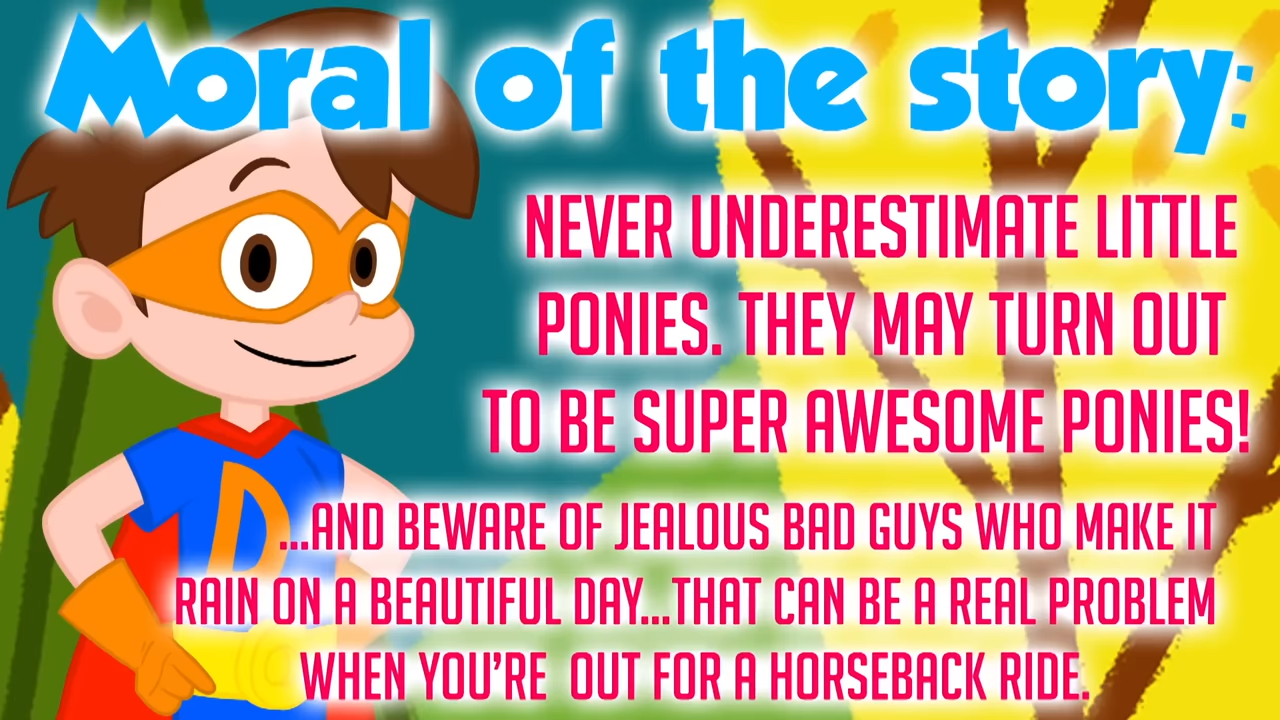 Moral of the story:
NEVER UNDERESTIMATE LITTLE
PONIES. THEY MAY TURN OUT
TO BE SUPER AWESOME PONIES!
...AND BEWARE OF JEALOUS BAD GUYS WHO MAKE IT
RAIN ON A BEAUTIFUL DAY...THAT CAN BE A REAL PROBLEM
WHEN YOU'RE OUT FOR A HORSEBACK RIDE.
D